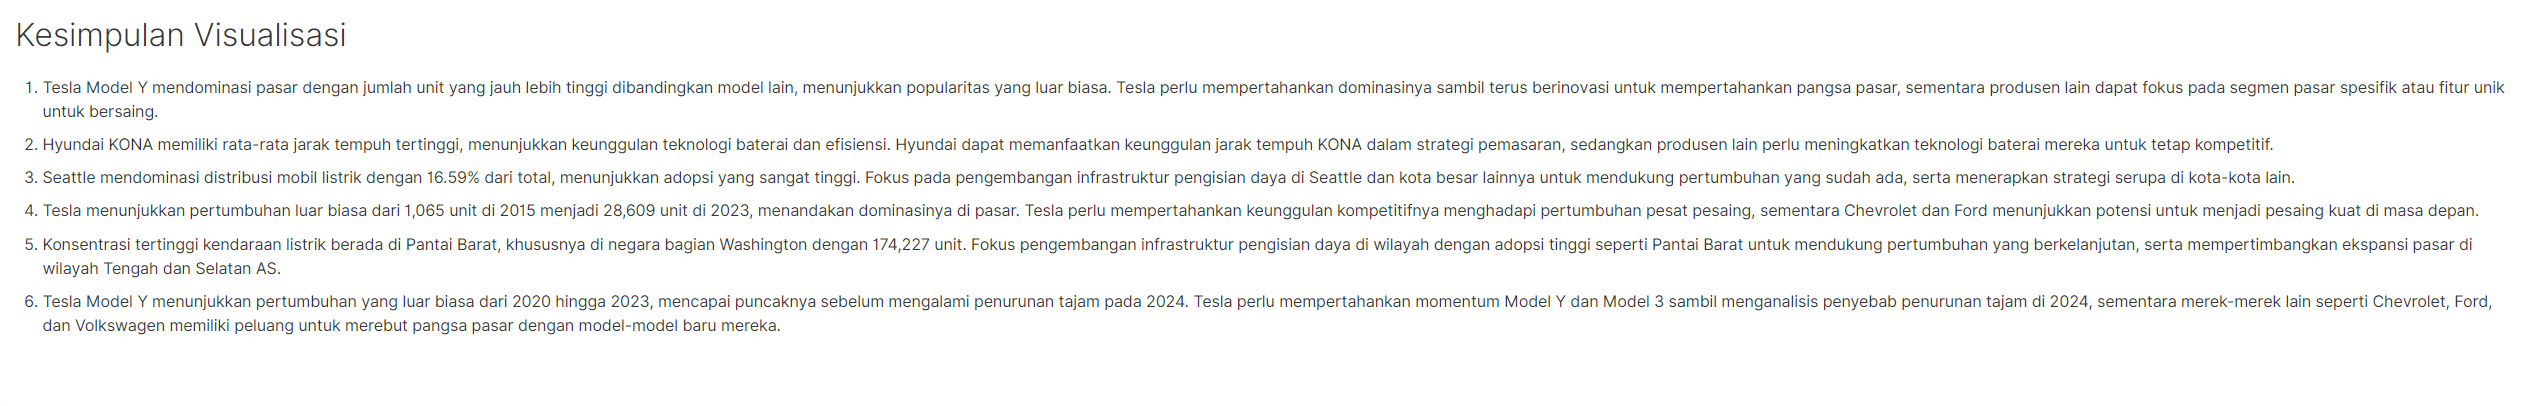 Kesimpulan Visualisasi
1. Tesla Model Y mendominasi pasar dengan jumlah unit yang jauh lebih tinggi dibandingkan model lain, menunjukkan popularitas yang luar biasa. Tesla perlu mempertahankan dominasinya sambil terus berinovasi untuk mempertahankan pangsa pasar, sementara produsen lain dapat fokus pada segmen pasar spesifik atau fitur unik
untuk bersaing.
2. Hyundai KONA memiliki rata-rata jarak tempuh tertinggi, menunjukkan keunggulan teknologi baterai dan efisiensi. Hyundai dapat memanfaatkan keunggulan jarak tempuh KONA dalam strategi pemasaran, sedangkan produsen lain perlu meningkatkan teknologi baterai mereka untuk tetap kompetitif.
3. Seattle mendominasi distribusi mobil listrik dengan 16.59% dari total, menunjukkan adopsi yang sangat tinggi. Fokus pada pengembangan infrastruktur pengisian daya di Seattle dan kota besar lainnya untuk mendukung pertumbuhan yang sudah ada, serta menerapkan strategi serupa di kota-kota lain.
4. Tesla menunjukkan pertumbuhan luar biasa dari 1,065 unit di 2015 menjadi 28,609 unit di 2023, menandakan dominasinya di pasar. Tesla perlu mempertahankan keunggulan kompetitifnya menghadapi pertumbuhan pesat pesaing, sementara Chevrolet dan Ford menunjukkan potensi untuk menjadi pesaing kuat di masa depan.
5. Konsentrasi tertinggi kendaraan listrik berada di Pantai Barat, khususnya di negara bagian Washington dengan 174,227 unit. Fokus pengembangan infrastruktur pengisian daya di wilayah dengan adopsi tinggi seperti Pantai Barat untuk mendukung pertumbuhan yang berkelanjutan, serta mempertimbangkan ekspansi pasar di
wilayah Tengah dan Selatan AS.
6. Tesla Model Y menunjukkan pertumbuhan yang luar biasa dari 2020 hingga 2023, mencapai puncaknya sebelum mengalami penurunan tajam pada 2024. Tesla perlu mempertahankan momentum Model Y dan Model 3 sambil menganalisis penyebab penurunan tajam di 2024, sementara merek-merek lain seperti Chevrolet, Ford,
dan Volkswagen memiliki peluang untuk merebut pangsa pasar dengan model-model baru mereka.